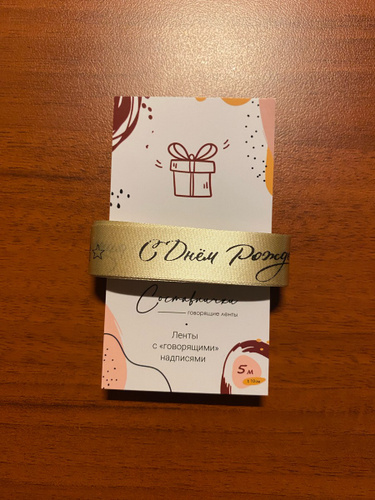 С Днём Рожд
говорящие ленты
Ленты
с «говорящими»
надписями
5 м